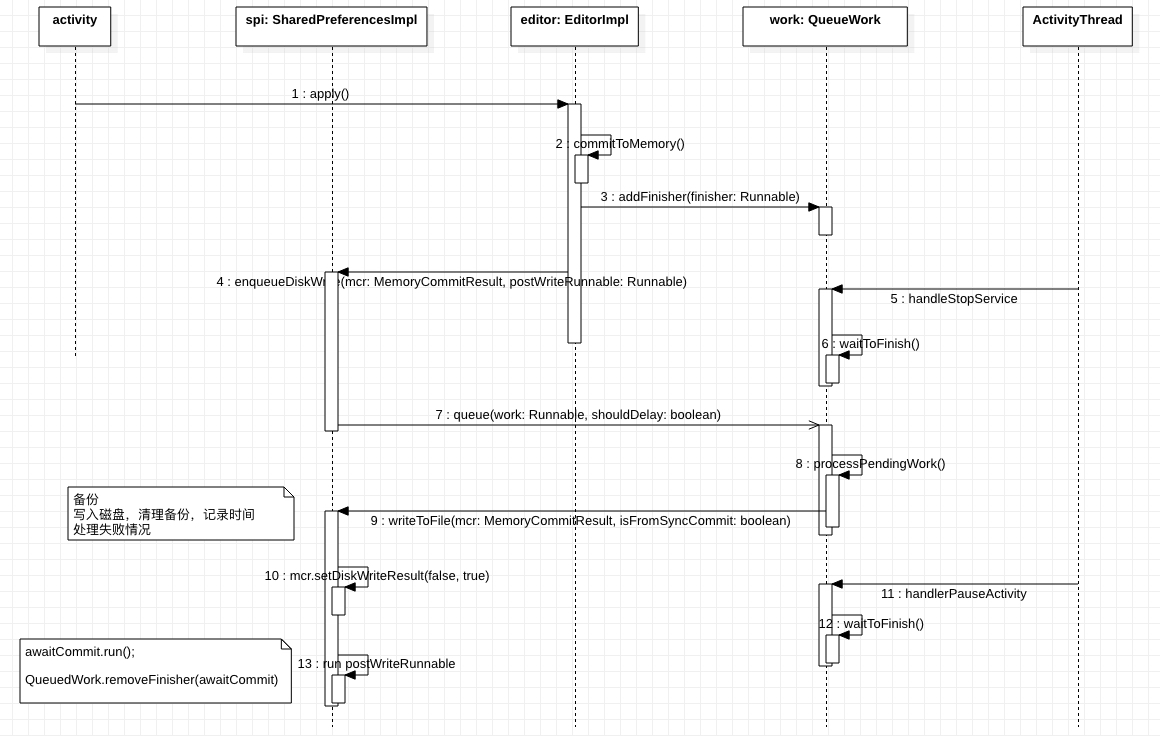 activity
spi: SharedPreferencesImpl
editor: EditorImpl
work: QueueWork
ActivityThread
1 : apply()
2 : commitToMemory()
3 : addFinisher(finisher: Runnable)
4 : enqueueDiskWrite(mcr: MemoryCommitResult, postWriteRunnable: Runnable)
5 : handleStopService
6 : waitToFinish()
7 : queue(work: Runnable, shouldDelay: boolean)
8 : processPendingWork()
备份
写入磁盘，清理备份，记录时间
处理失败情况
9 : writeToFile(mcr: MemoryCommitResult, isFromSyncCommit: boolean)
10 : mcr.setDiskWriteResult(false, true)
11 : handlerPauseActivity
12 : waitToFinish()
awaitCommit.run();
QueuedWork.removeFinisher(awaitCommit)
13 : run postWriteRunnable